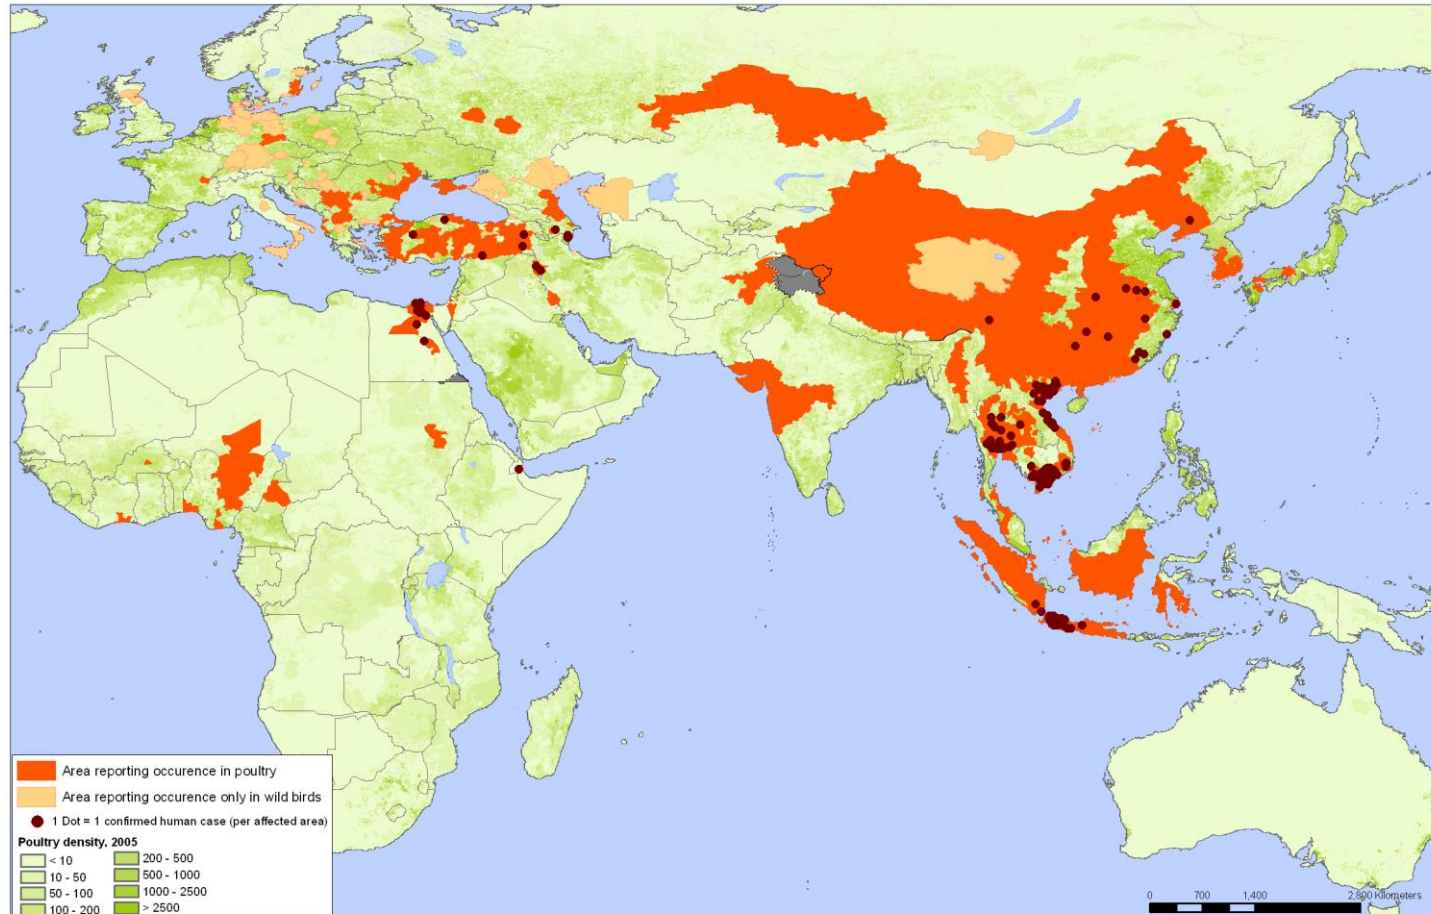 Area reporting occurence in poultry
Area reporting occurence only in wild birds
1 Dot = 1 confirmed human case (per affected area)
Poultry density, 2005
< 10
10 - 50
50 - 100
100 - 200
200 - 500
500 - 1000
1000 - 2500
> 2500
0 700 1,400 2,800 Kilometers